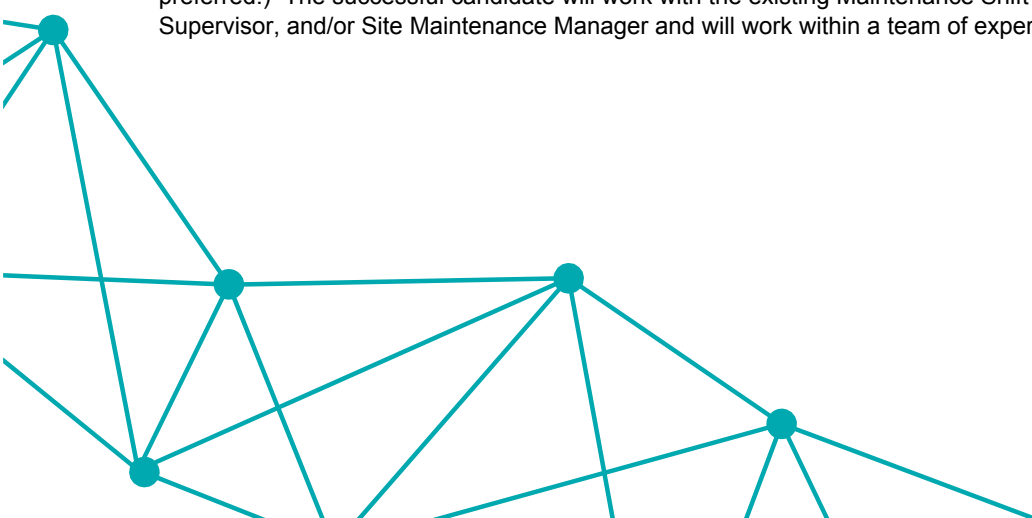 preferred.) The successful candidate will work with the existing Maintenance Shift
Supervisor, and/or Site Maintenance Manager and will work within a team of exper